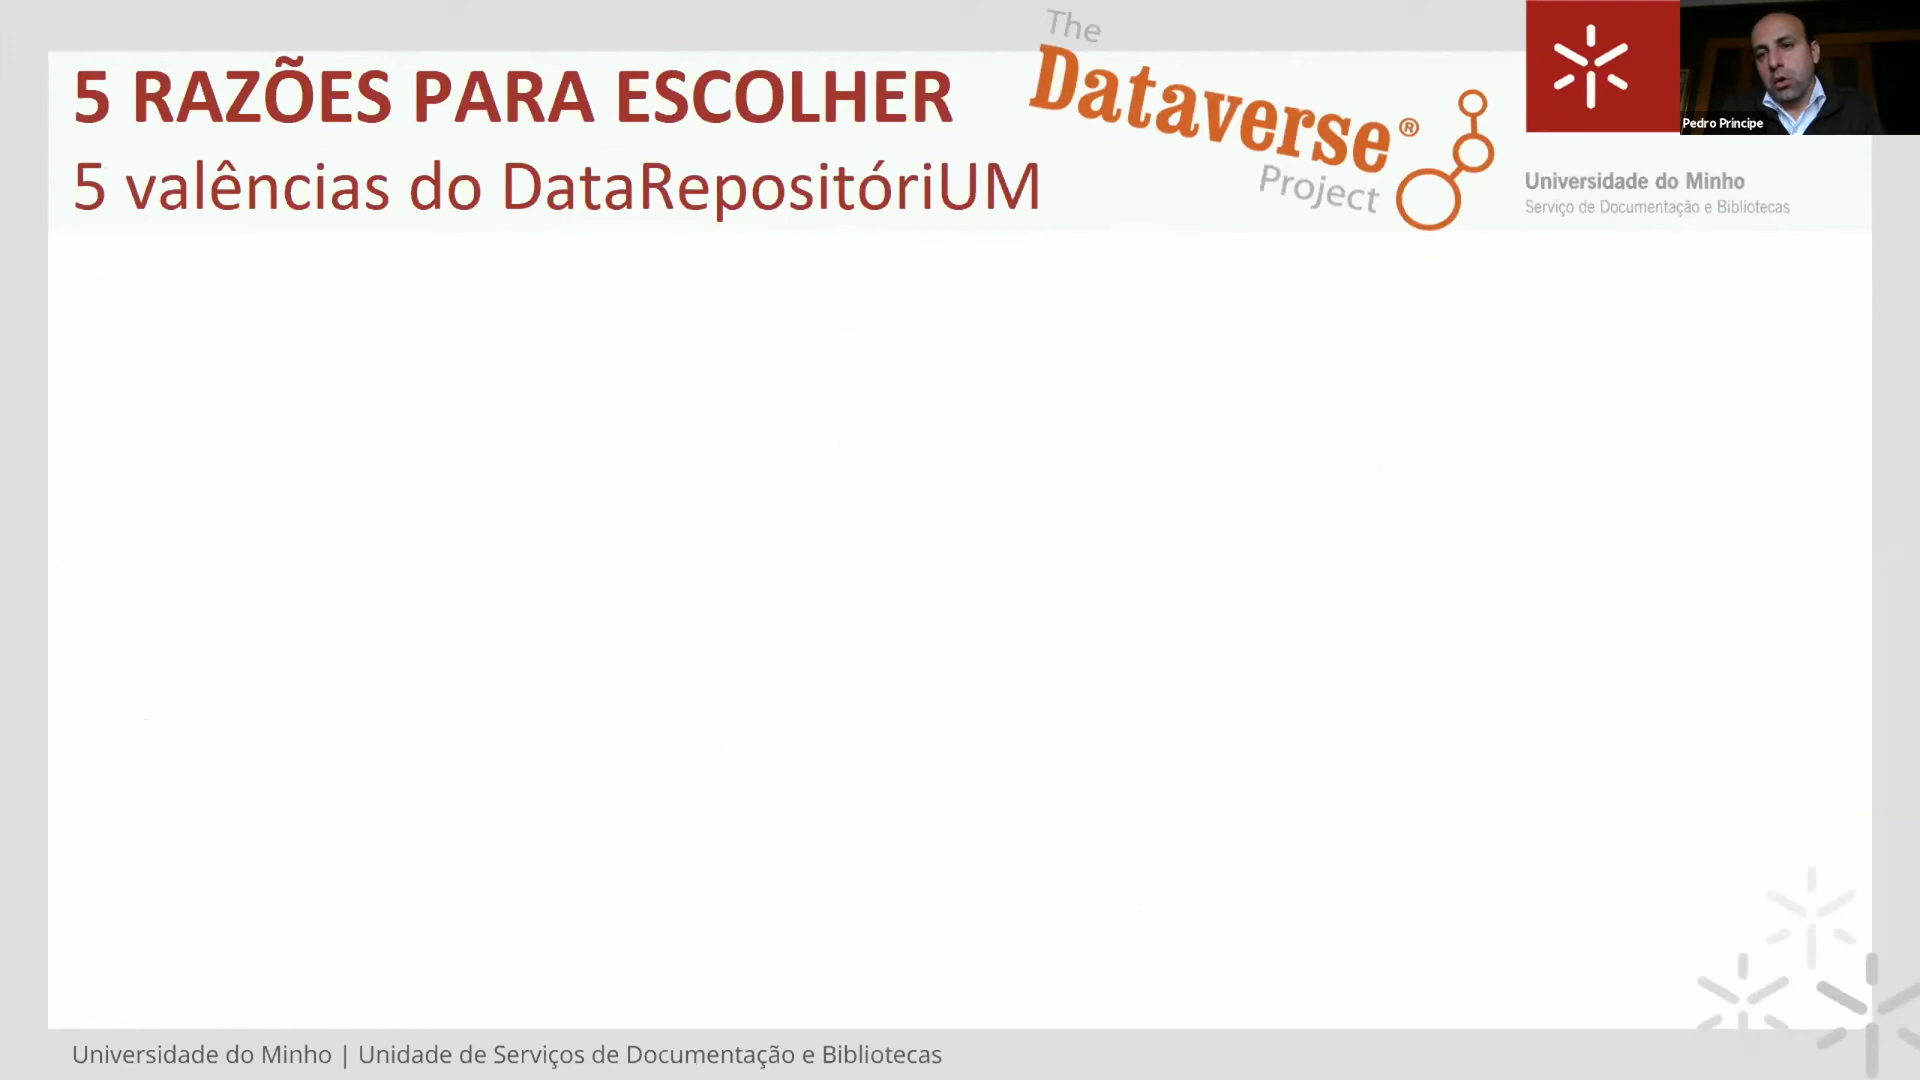 5 RAZÕES PARA ESCOLHER
5 valências do DataRepositóriUM
The
Dataverse®
Project
Pedro Principe
Universidade do Minho
Serviço de Documentação e Bibliotecas
Universidade do Minho | Unidade de Serviços de Documentação e Bibliotecas